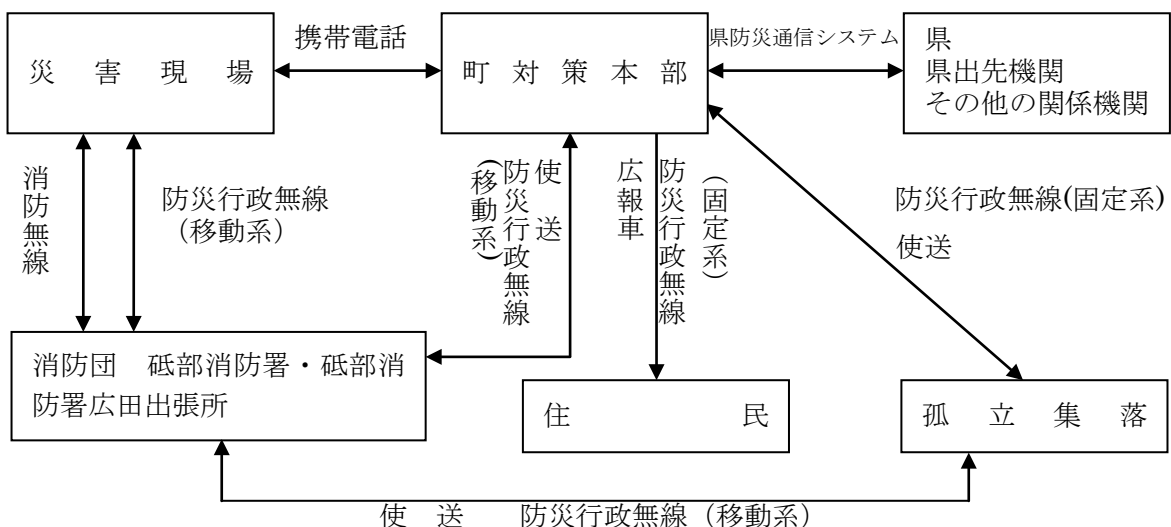 災害現場
携帯電話
町対策本部
県防災通信システム
県
県出先機関
その他の関係機関
消防無線
防災行政無線
(移動系)
使送
防災行政無線
(移動系)
広報車
防災行政無線
(固定系)
防災行政無線(固定系)
使送
消防団 砥部消防署・砥部消
防署広田出張所
住民
孤立集落
使送 防災行政無線(移動系)